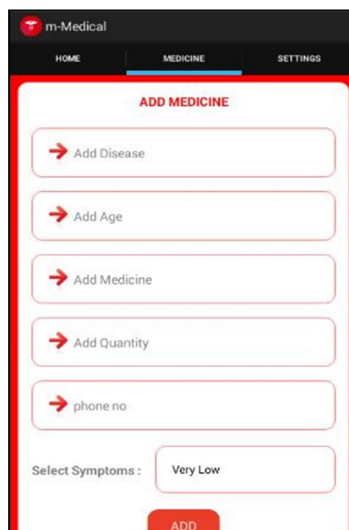 m-Medical
HOME MEDICINE SETTINGS
ADD MEDICINE
Add Disease
Add Age
Add Medicine
Add Quantity
phone no
Select Symptoms : Very Low
ADD